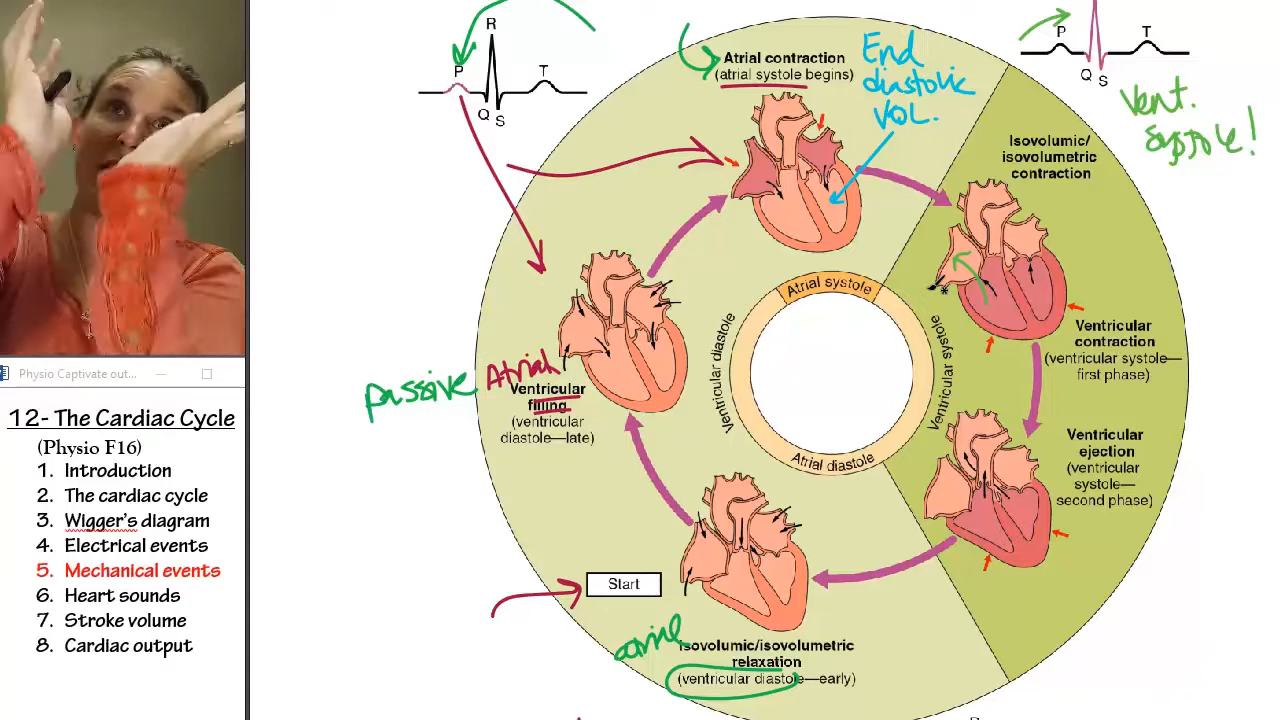 R
P
T
Q
S
Atrial contraction
(atrial systole begins)
End
diastolic
VOL.
P
T
Q
S
Vent.
systole!
Isovolumic/
isovolumetric
contraction
*
Ventricular
contraction
(ventricular systole—
first phase)
Ventricular
ejection
(ventricular
systole—
second phase)
Atrial systole
Ventricular systole
Atrial diastole
Ventricular diastole
passive Atrial
Ventricular
filling
(ventricular
diastole—late)
Start
Isovolumic/isovolumetric
relaxation
(ventricular diastole—early)
Physio Captivate out...
12- The Cardiac Cycle
(Physio F16)
1. Introduction
2. The cardiac cycle
3. Wigger's diagram
4. Electrical events
5. Mechanical events
6. Heart sounds
7. Stroke volume
8. Cardiac output